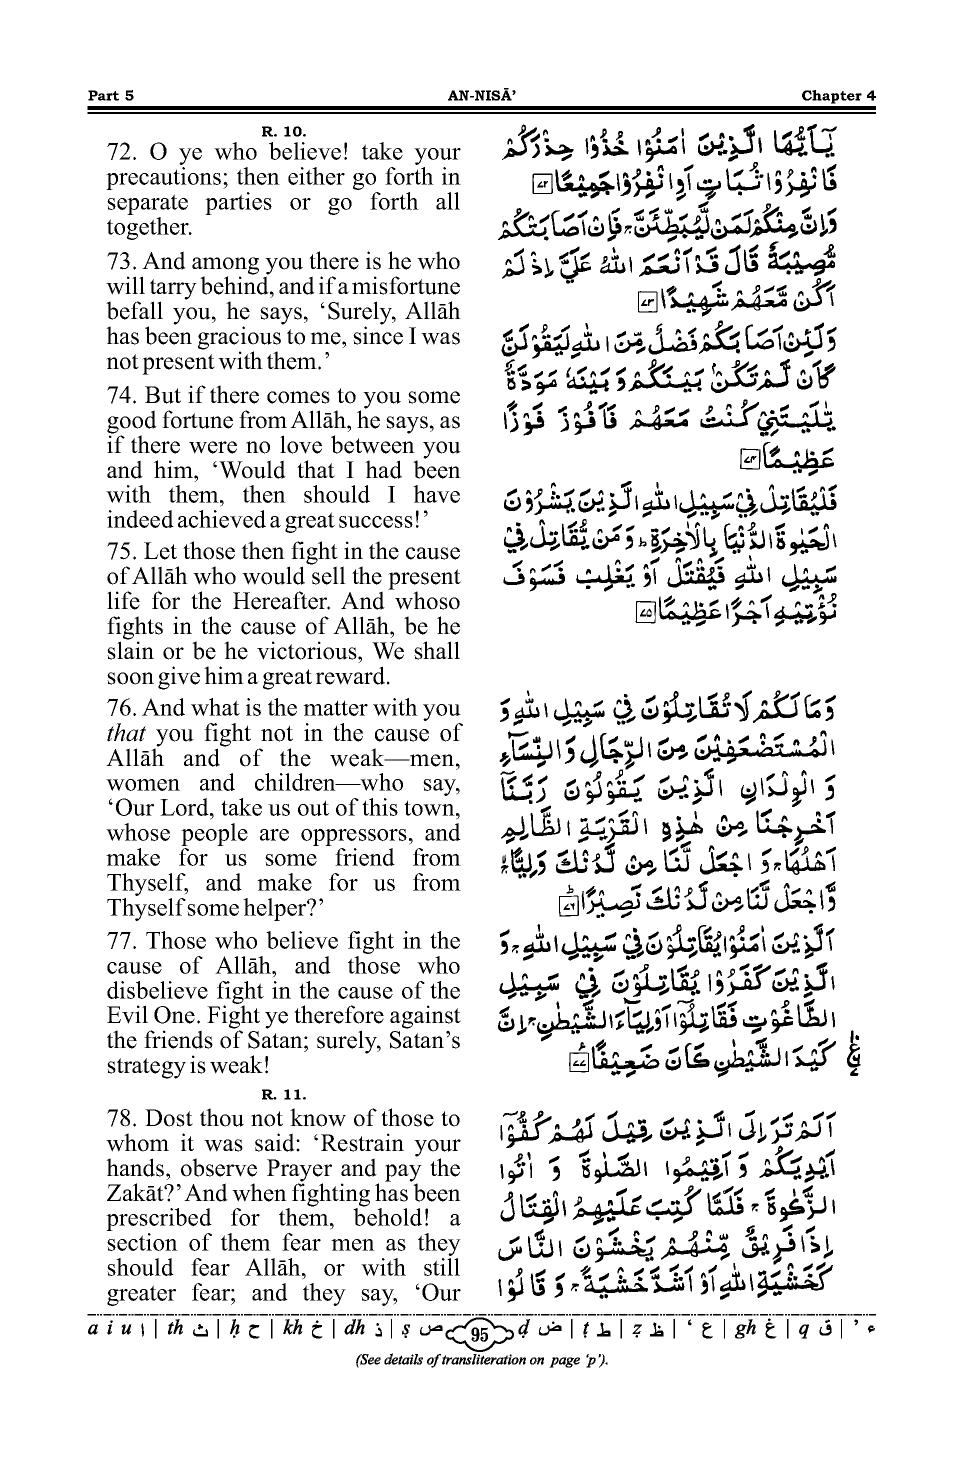 Part 5 AN-NISĀ’ Chapter 4
R. 10.
72. O ye who believe! take your
precautions; then either go forth in
separate parties or go forth all
together.
73. And among you there is he who
will tarry behind, and if a misfortune
befall you, he says, ‘Surely, Allāh
has been gracious to me, since I was
not present with them.’
74. But if there comes to you some
good fortune from Allāh, he says, as
if there were no love between you
and him, ‘Would that I had been
with them, then should I have
indeed achieved a great success!’
75. Let those then fight in the cause
of Allāh who would sell the present
life for the Hereafter. And whoso
fights in the cause of Allāh, be he
slain or be he victorious, We shall
soon give him a great reward.
76. And what is the matter with you
that you fight not in the cause of
Allāh and of the weak—men,
women and children—who say,
‘Our Lord, take us out of this town,
whose people are oppressors, and
make for us some friend from
Thyself, and make for us from
Thyself some helper?’
77. Those who believe fight in the
cause of Allāh, and those who
disbelieve fight in the cause of the
Evil One. Fight ye therefore against
the friends of Satan; surely, Satan’s
strategy is weak!
R. 11.
78. Dost thou not know of those to
whom it was said: ‘Restrain your
hands, observe Prayer and pay the
Zakāt?’ And when fighting has been
prescribed for them, behold! a
section of them fear men as they
should fear Allāh, or with still
greater fear; and they say, ‘Our
يٰۤاَيُّهَا الَّذِيْنَ اٰمَنُوْا خُذُوْا حِذْرَكُمْ
فَانْفِرُوْا ثُبَاتٍ اَوِ انْفِرُوْا جَمِيْعًا ۷۲
وَاِنَّ مِنْكُمْ لَمَنْ لَّيُبَطِّئَنَّ ۚ فَاِنْ اَصَابَتْكُمْ
مُّصِيْبَةٌ قَالَ قَدْ اَنْعَمَ اللّٰهُ عَلَيَّ اِذْ لَمْ
اَكُنْ مَّعَهُمْ شَهِيْدًا ۷۳
وَلَئِنْ اَصَابَكُمْ فَضْلٌ مِّنَ اللّٰهِ لَيَقُوْلَنَّ
كَاَنْ لَّمْ تَكُنْۢ بَيْنَكُمْ وَبَيْنَهٗ مَوَدَّةٌ
يّٰلَيْتَنِيْ كُنْتُ مَعَهُمْ فَاَفُوْزَ فَوْزًا
عَظِيْمًا ۷۴
فَلْيُقَاتِلْ فِيْ سَبِيْلِ اللّٰهِ الَّذِيْنَ يَشْرُوْنَ
الْحَيٰوةَ الدُّنْيَا بِالْاٰخِرَةِ ؕ وَمَنْ يُّقَاتِلْ فِيْ
سَبِيْلِ اللّٰهِ فَيُقْتَلْ اَوْ يَغْلِبْ فَسَوْفَ
نُؤْتِيْهِ اَجْرًا عَظِيْمًا ۷۵
وَمَا لَكُمْ لَا تُقَاتِلُوْنَ فِيْ سَبِيْلِ اللّٰهِ وَ
الْمُسْتَضْعَفِيْنَ مِنَ الرِّجَالِ وَالنِّسَآءِ
وَ الْوِلْدَانِ الَّذِيْنَ يَقُوْلُوْنَ رَبَّنَاۤ
اَخْرِجْنَا مِنْ هٰذِهِ الْقَرْيَةِ الظَّالِمِ
اَهْلُهَا ۚ وَ اجْعَلْ لَّنَا مِنْ لَّدُنْكَ وَلِيًّا ۙ
وَّاجْعَلْ لَّنَا مِنْ لَّدُنْكَ نَصِيْرًا ؕ ۷۶
اَلَّذِيْنَ اٰمَنُوْا يُقَاتِلُوْنَ فِيْ سَبِيْلِ اللّٰهِ ۚ وَ
الَّذِيْنَ كَفَرُوْا يُقَاتِلُوْنَ فِيْ سَبِيْلِ
الطَّاغُوْتِ فَقَاتِلُوْۤا اَوْلِيَآءَ الشَّيْطٰنِ ۚ اِنَّ
كَيْدَ الشَّيْطٰنِ كَانَ ضَعِيْفًا ۷۷
اَلَمْ تَرَ اِلَى الَّذِيْنَ قِيْلَ لَهُمْ كُفُّوْۤا
اَيْدِيَكُمْ وَ اَقِيْمُوا الصَّلٰوةَ وَ اٰتُوا
الزَّكٰوةَ ۚ فَلَمَّا كُتِبَ عَلَيْهِمُ الْقِتَالُ
اِذَا فَرِيْقٌ مِّنْهُمْ يَخْشَوْنَ النَّاسَ
كَخَشْيَةِ اللّٰهِ اَوْ اَشَدَّ خَشْيَةً ۚ وَ قَالُوْا
a i u ا | th ث | ḥ ح | kh خ | dh ذ | ṣ ص 95 ḍ ض | ṭ ط | ẓ ظ | ‘ ع | gh غ | q ق | ’ ء
(See details of transliteration on page ‘p’).